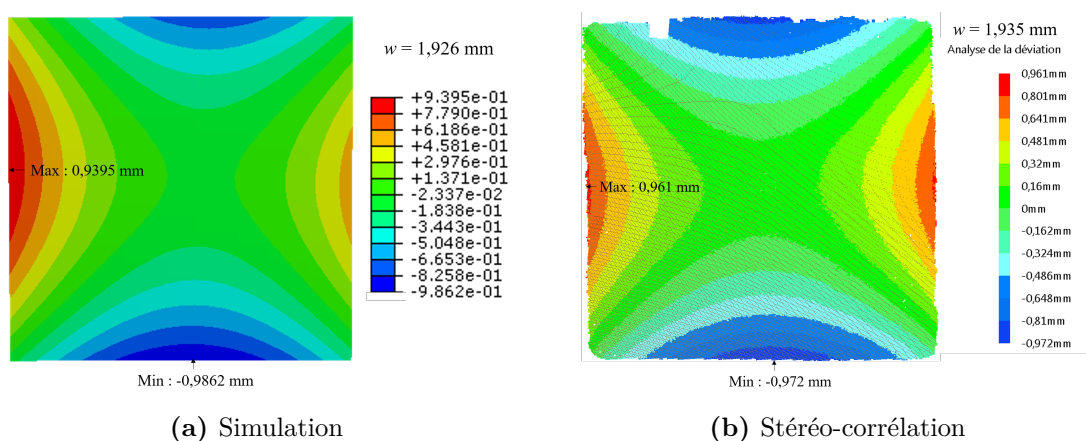 w = 1,926 mm
+9.395e-01
+7.790e-01
+6.186e-01
+4.581e-01
+2.976e-01
+1.371e-01
-2.337e-02
-1.838e-01
-3.443e-01
-5.048e-01
-6.653e-01
-8.258e-01
-9.862e-01
Max : 0,9395 mm
Min : -0,9862 mm
(a) Simulation
w = 1,935 mm
Analyse de la déviation
0,961mm
0,801mm
0,641mm
0,481mm
0,32mm
0,16mm
0mm
-0,162mm
-0,324mm
-0,486mm
-0,648mm
-0,81mm
-0,972mm
Max : 0,961 mm
Min : -0,972 mm
(b) Stéréo-corrélation